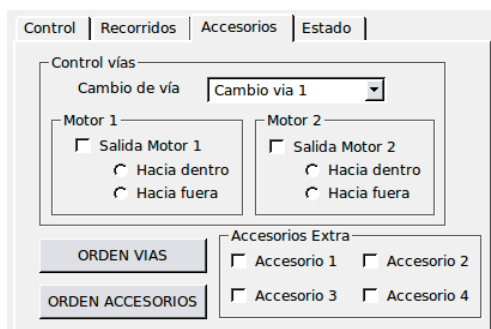 Control Recorridos Accesorios Estado
Control vías
Cambio de vía Cambio via 1
Motor 1 Motor 2
Salida Motor 1 Salida Motor 2
Hacia dentro Hacia dentro
Hacia fuera Hacia fuera
Accesorios Extra
ORDEN VIAS Accesorio 1 Accesorio 2
ORDEN ACCESORIOS Accesorio 3 Accesorio 4